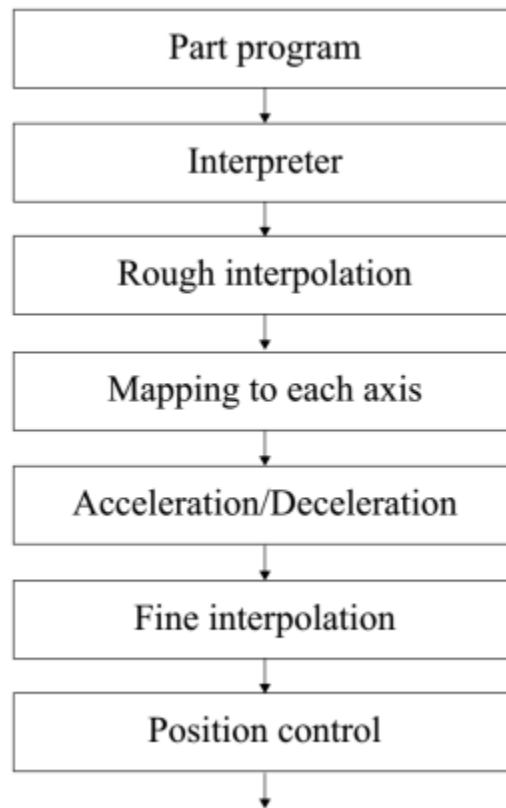 Part program
Interpreter
Rough interpolation
Mapping to each axis
Acceleration/Deceleration
Fine interpolation
Position control